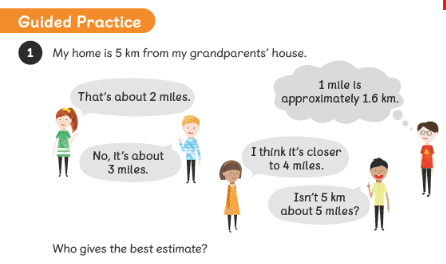 Guided Practice
1 My home is 5 km from my grandparents' house.
1 mile is
approximately 1.6 km.
That's about 2 miles.
No, it's about
3 miles.
I think it's closer
to 4 miles.
Isn't 5 km
about 5 miles?
Who gives the best estimate?